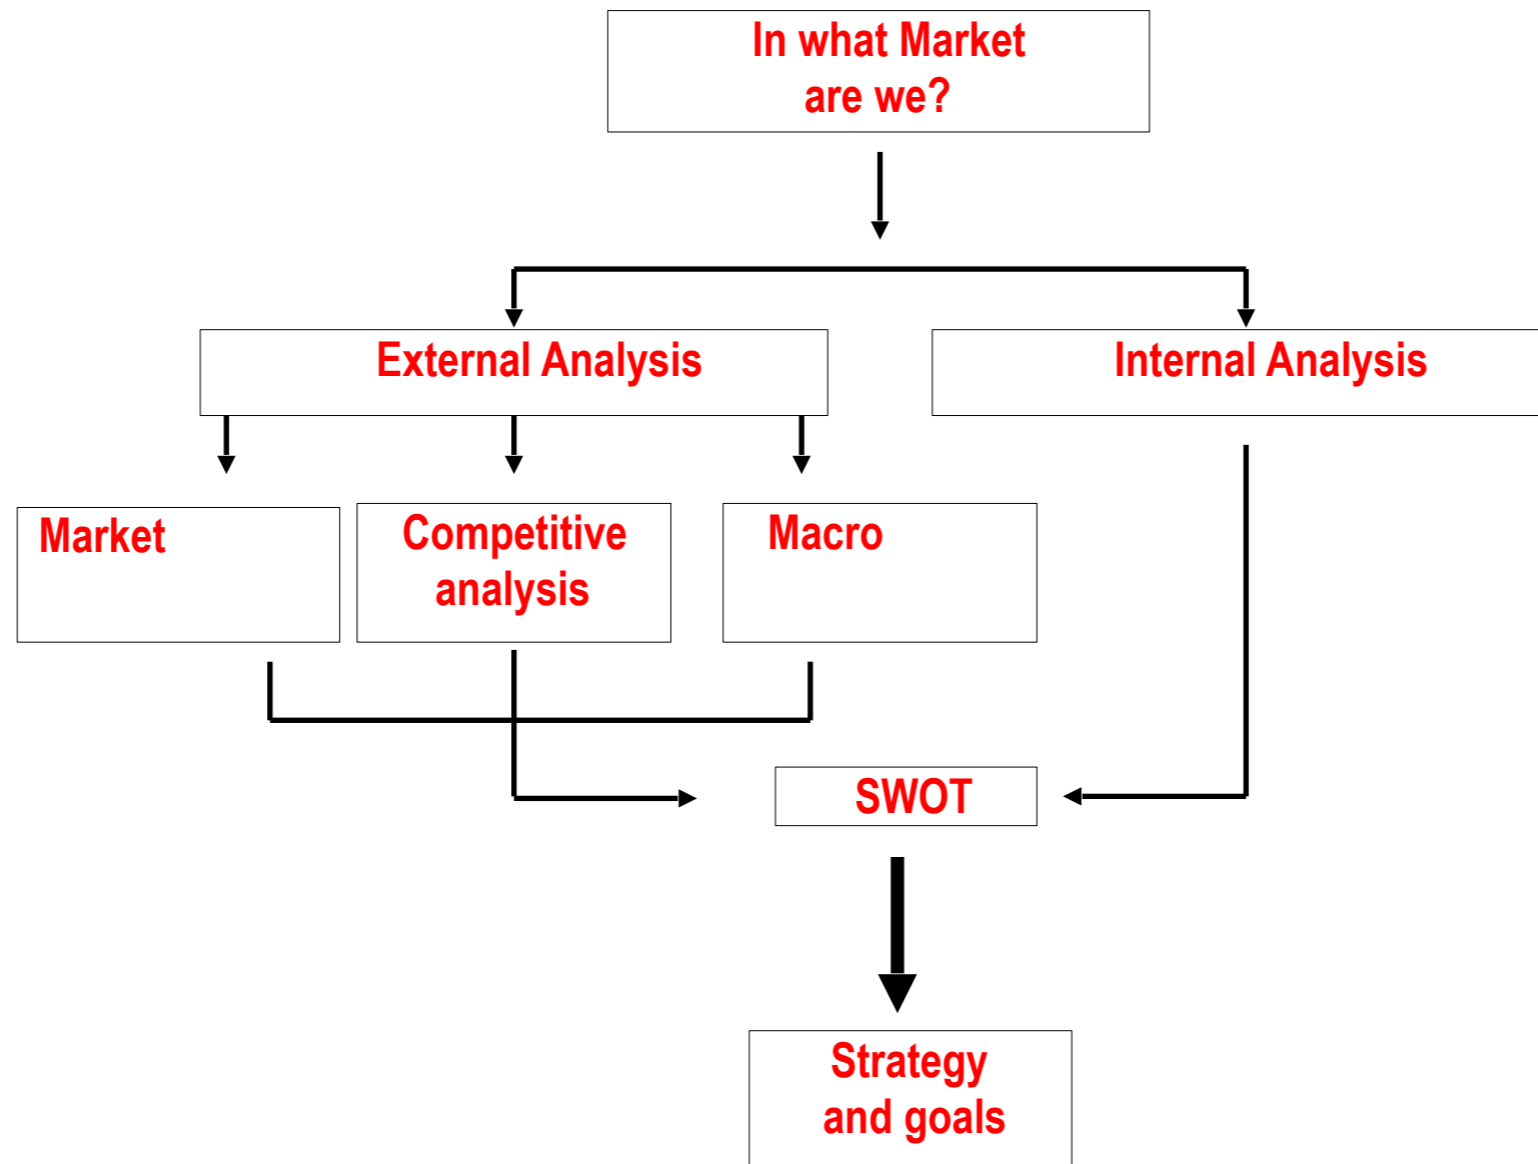 In what Market
are we?
External Analysis
Internal Analysis
Market
Competitive
analysis
Macro
SWOT
Strategy
and goals